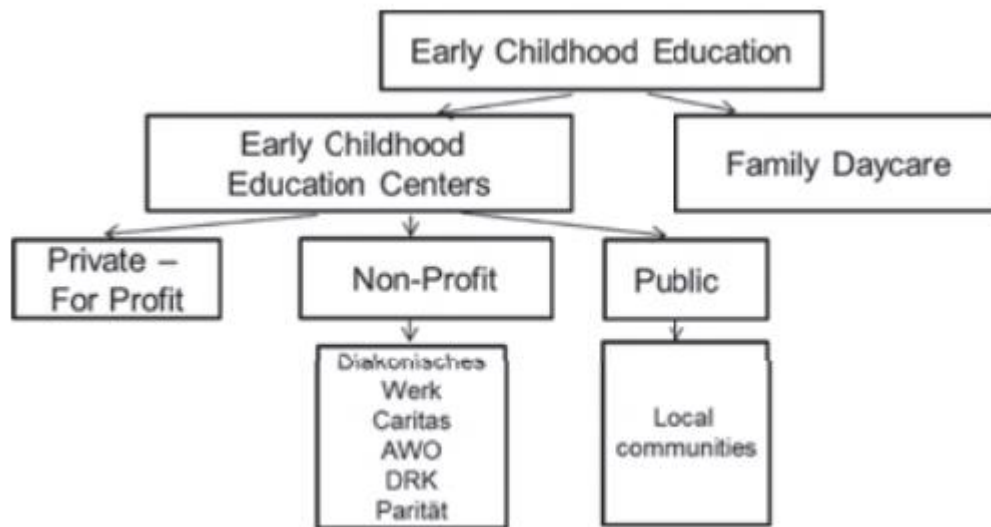 Early Childhood Education
Early Childhood
Education Centers
Family Daycare
Private –
For Profit
Non-Profit
Public
Diakonisches
Werk
Caritas
AWO
DRK
Parität
Local
communities